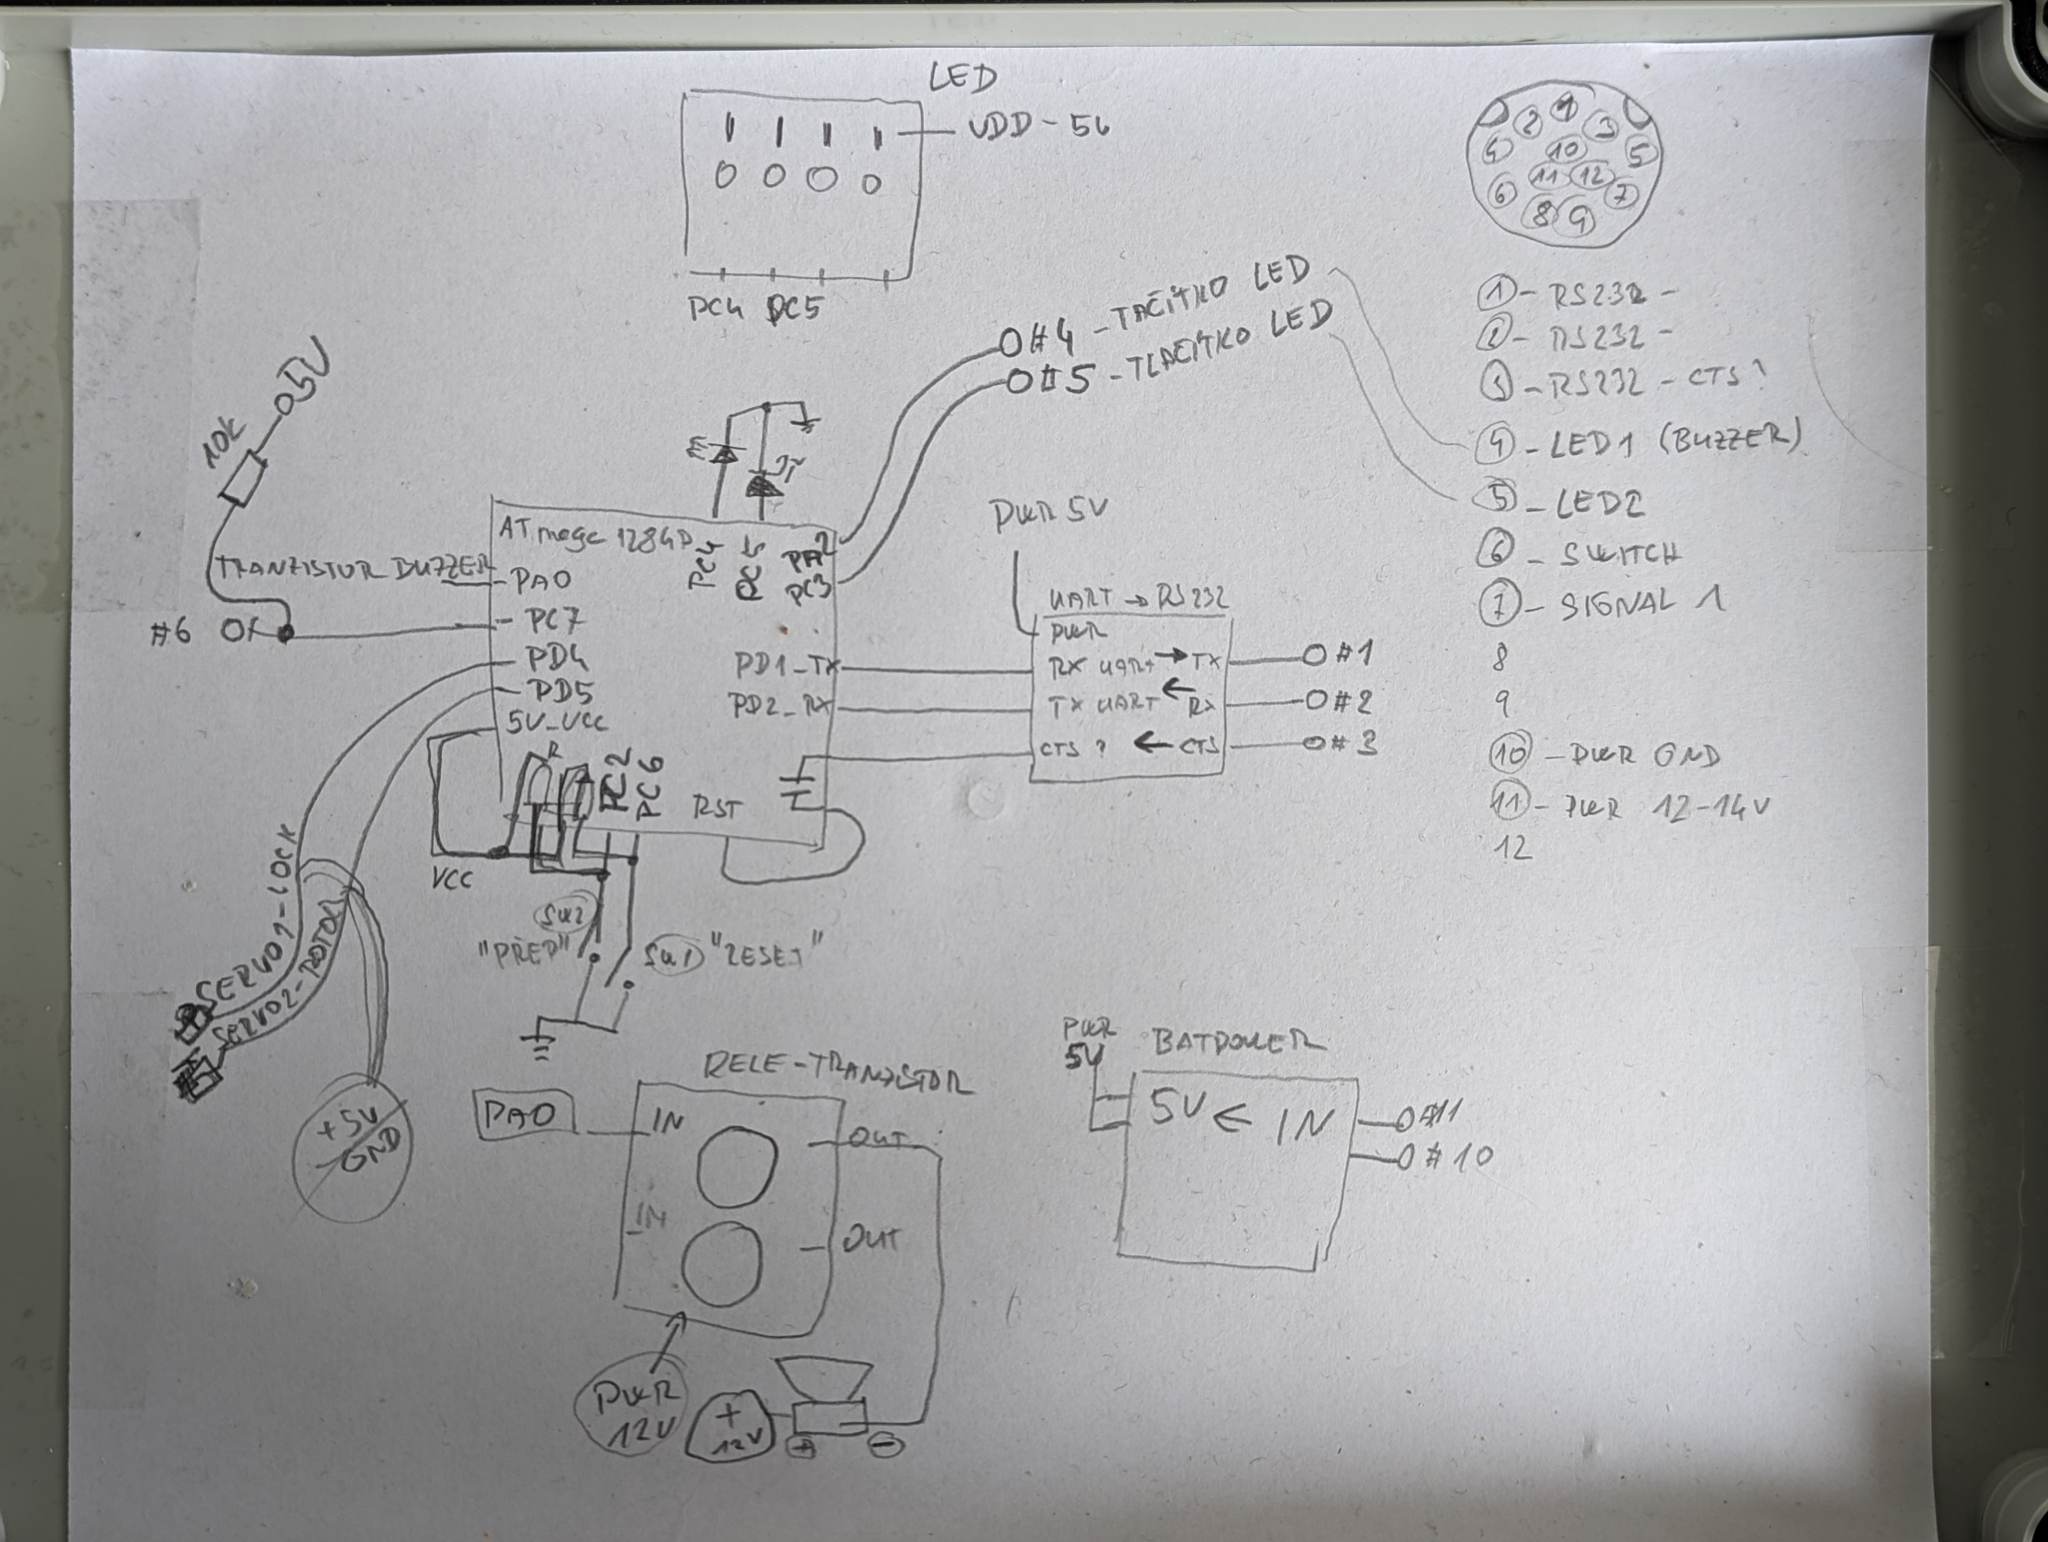 LED
VDD - 5V
PC4 PC5
2 1 3
4 10 5
11 12
6 7
8 9
O#4 - TAČÍTKO LED
O#5 - TLAČÍTKO LED
① - RS232 -
② - RS232 -
③ - RS232 - CTS?
④ - LED1 (BUZZER)
⑤ - LED2
⑥ - SWITCH
⑦ - SIGNAL 1
8
9
⑩ - PWR GND
⑪ - PWR 12-14V
12
5V
10K
ATmega 1284P
PC4
PC5
PA2
PC3
TRANZISTOR BUZZER
PA0
#6
PC7
PD4
PD5
5V_VCC
PD1_TX
PD2_RX
R
PC2
PC6
RST
VCC
PWR 5V
UART → RS232
PWR
RX UART → TX #1
TX UART ← RX #2
CTS ? ← CTS #3
SERVO1-LOCK
SERVO2-ROTOR
SW2
SW1 "RESET"
+5V
GND
RELE-TRANZISTOR
PA0
IN
OUT
IN
OUT
PWR
12V
+
12V
+ -
PWR
5V
BATPOWER
5V ← IN
#11
#10